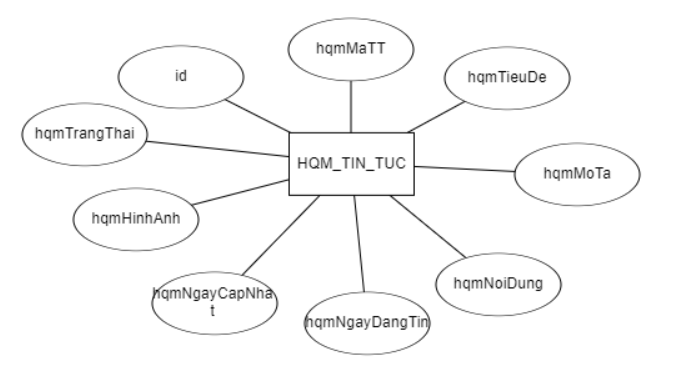 hqmMaTT
id
hqmTieuDe
hqmTrangThai
HQM_TIN_TUC
hqmMoTa
hqmHinhAnh
hqmNoiDung
hqmNgayCapNha
t
hqmNgayDangTin